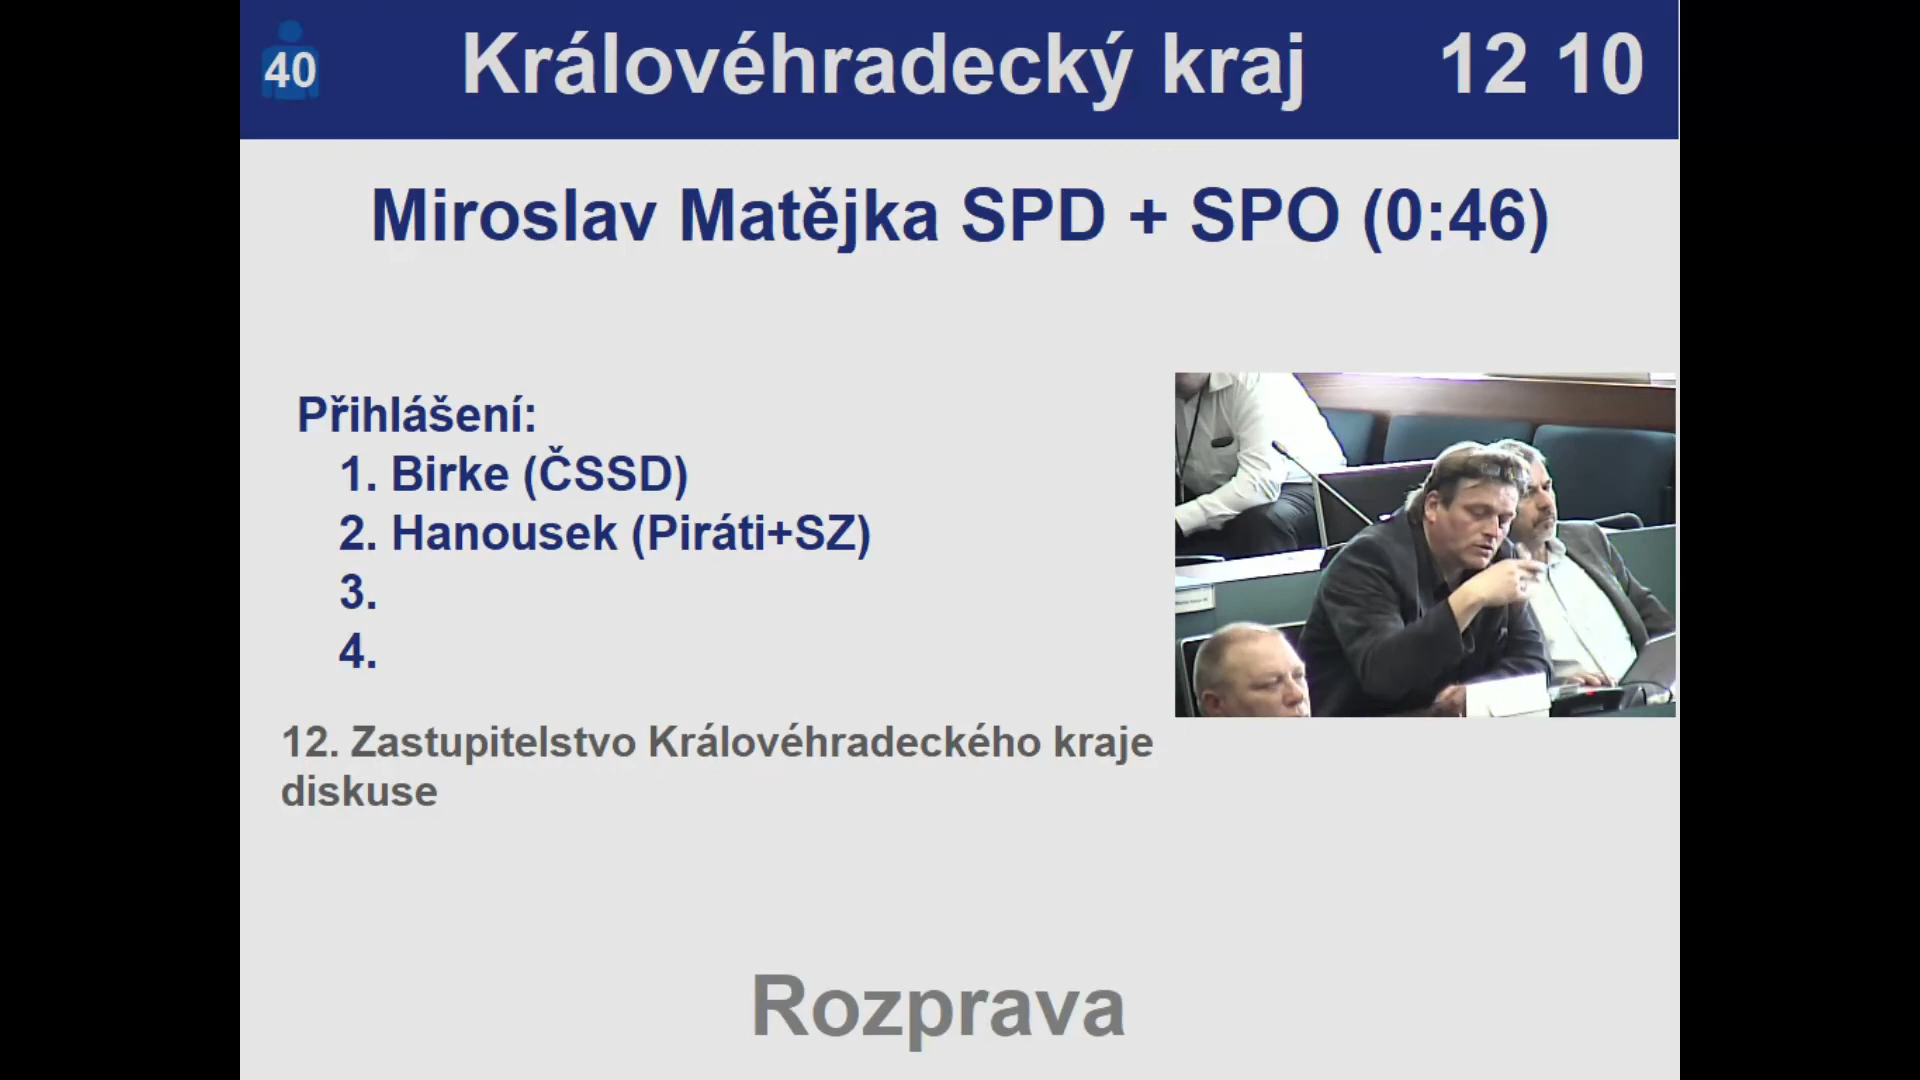 40
Královéhradecký kraj
12 10
Miroslav Matějka SPD + SPO (0:46)
Přihlášení:
1. Birke (ČSSD)
2. Hanousek (Piráti+SZ)
3.
4.
12. Zastupitelstvo Královéhradeckého kraje
diskuse
Rozprava